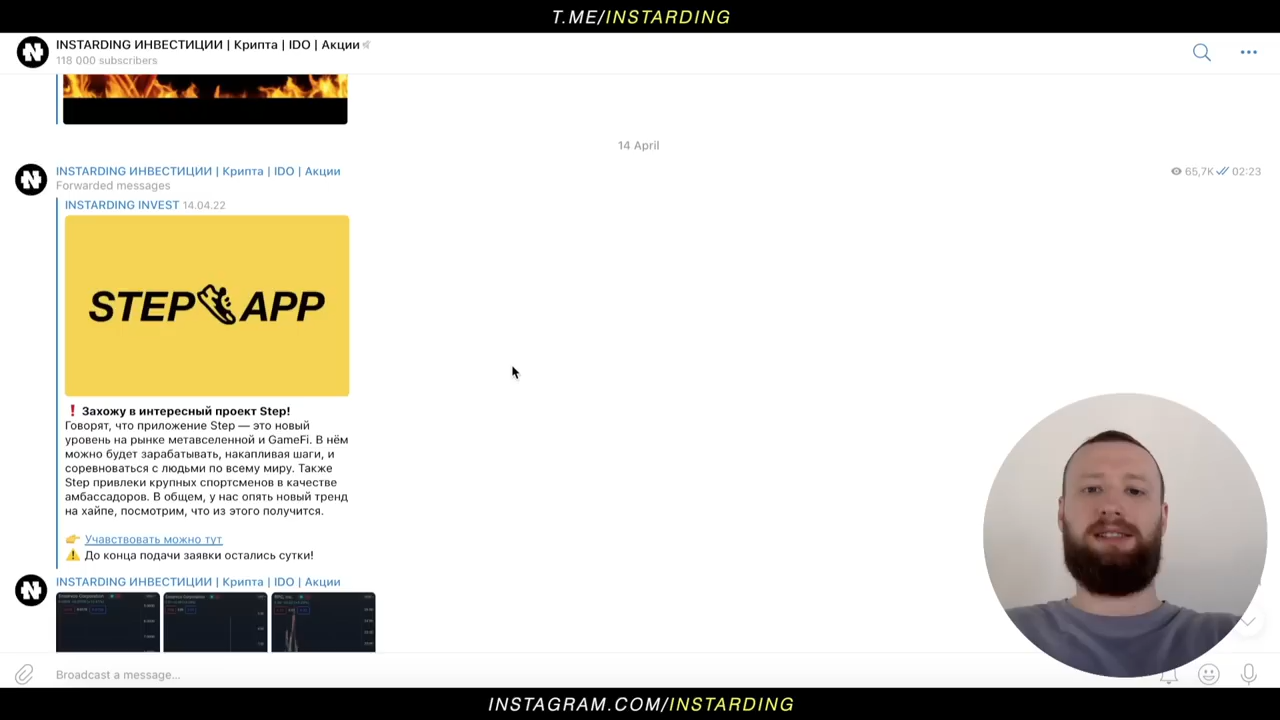 T.ME/INSTARDING
INSTARDING ИНВЕСТИЦИИ | Крипта | IDO | Акции
118 000 subscribers
14 April
INSTARDING ИНВЕСТИЦИИ | Крипта | IDO | Акции
65,7K 02:23
Forwarded messages
INSTARDING INVEST 14.04.22
STEP APP
❗ Захожу в интересный проект Step!
Говорят, что приложение Step — это новый
уровень на рынке метавселенной и GameFi. В нём
можно будет зарабатывать, накапливая шаги, и
соревноваться с людьми по всему миру. Также
Step привлеки крупных спортсменов в качестве
амбассадоров. В общем, у нас опять новый тренд
на хайпе, посмотрим, что из этого получится.
👉 Учавствовать можно тут
⚠️ До конца подачи заявки остались сутки!
INSTARDING ИНВЕСТИЦИИ | Крипта | IDO | Акции
Broadcast a message...
INSTAGRAM.COM/INSTARDING